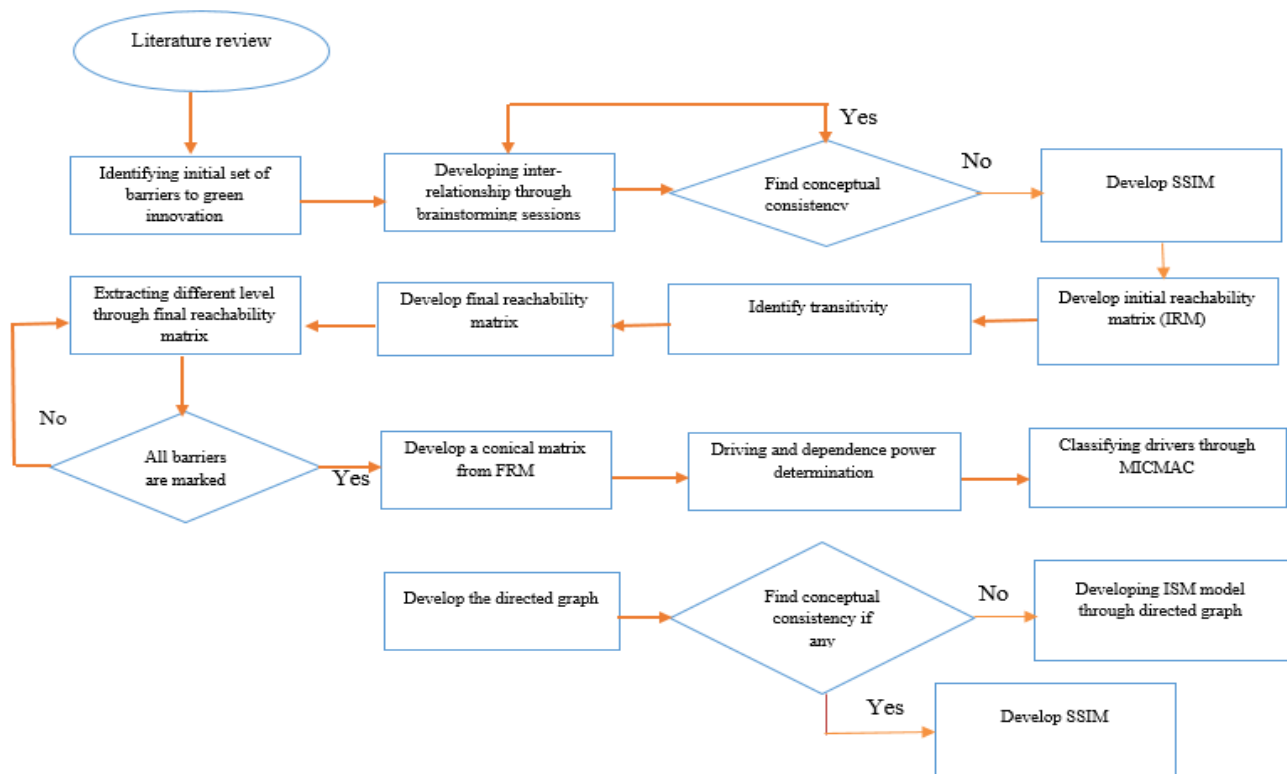 Literature review
Identifying initial set of
barriers to green
innovation
Developing inter-
relationship through
brainstorming sessions
Yes
Find conceptual
consistency
No
Develop SSIM
Extracting different level
through final reachability
matrix
Develop final reachability
matrix
Identify transitivity
Develop initial reachability
matrix (IRM)
No
All barriers
are marked
Yes
Develop a conical matrix
from FRM
Driving and dependence power
determination
Classifying drivers through
MICMAC
Develop the directed graph
Find conceptual
consistency if
any
No
Developing ISM model
through directed graph
Yes
Develop SSIM